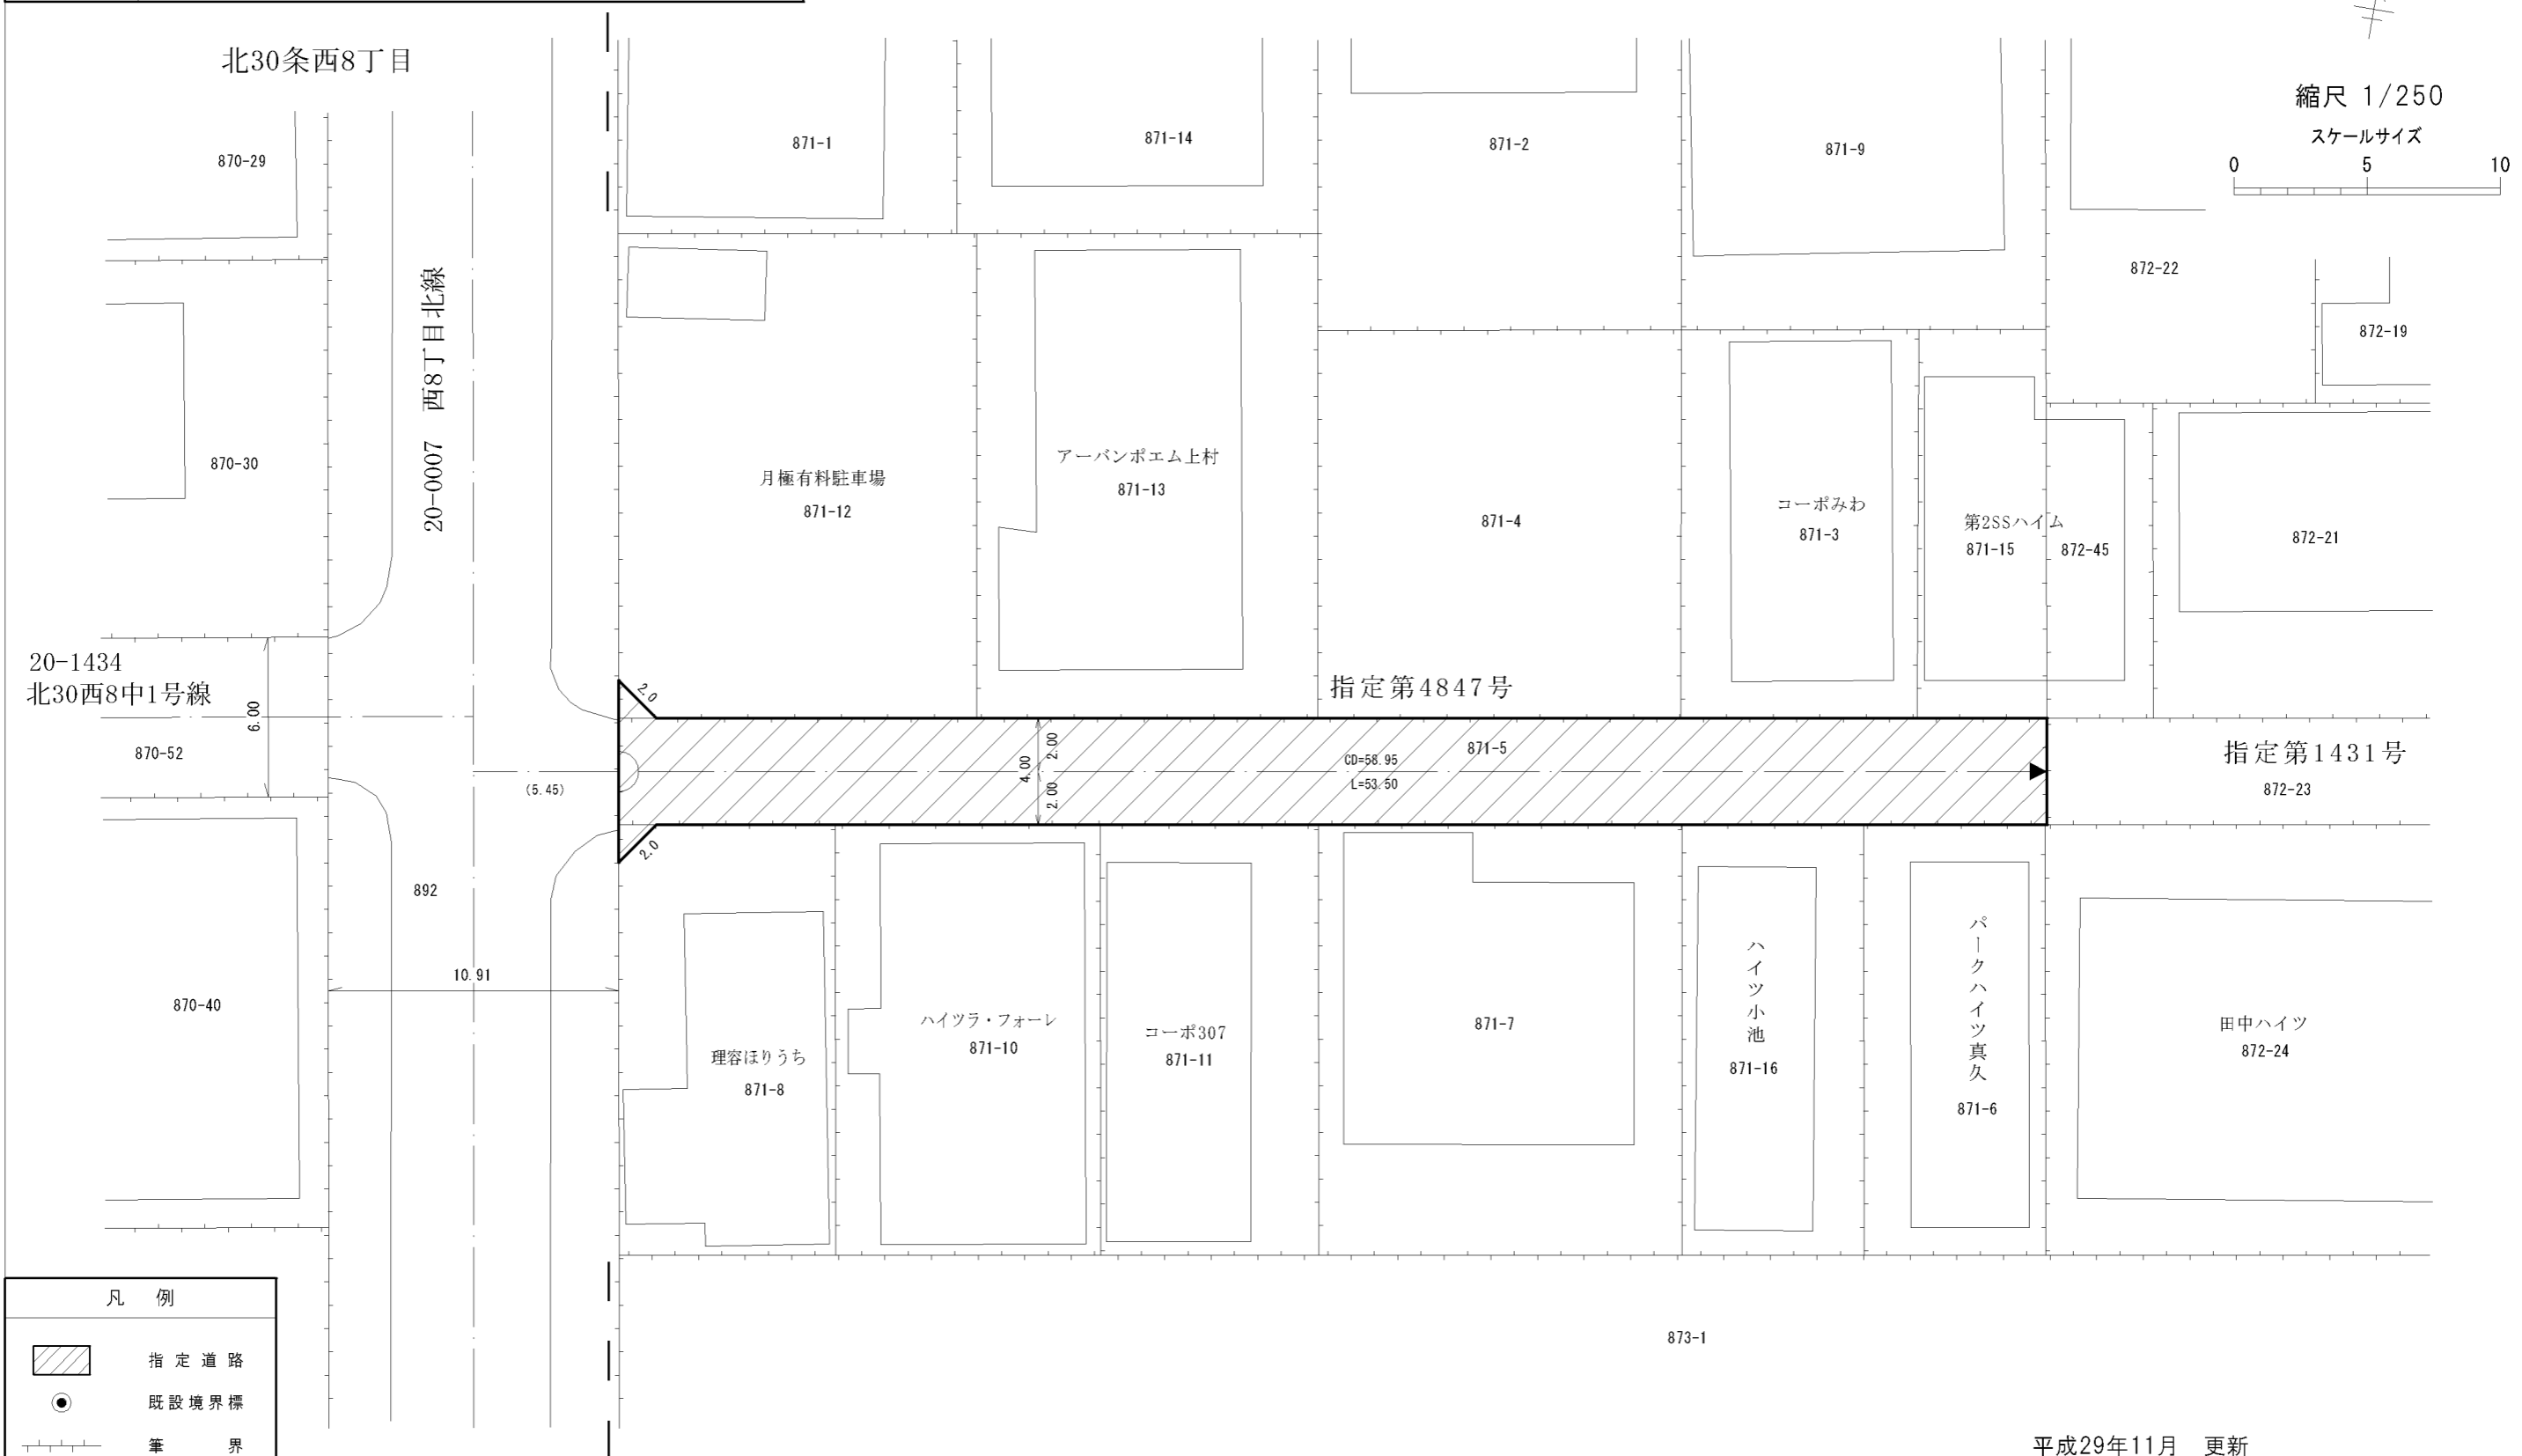 北30条西8丁目
縮尺 1/250
スケールサイズ
0 5 10
870-29
871-1
871-14
871-2
871-9
872-22
872-19
20-0007 西8丁目北線
870-30
月極有料駐車場
871-12
アーバンポエム上村
871-13
871-4
コーポみわ
871-3
第2SSハイム
871-15
872-45
872-21
20-1434
北30西8中1号線
6.00
870-52
2.0
指定第4847号
871-5
CD=58.95
L=53.50
4.00
2.00
2.00
(5.45)
指定第1431号
872-23
2.0
892
10.91
870-40
理容ほりうち
871-8
ハイツラ・フォーレ
871-10
コーポ307
871-11
871-7
ハイツ小池
871-16
パークハイツ真久
871-6
田中ハイツ
872-24
873-1
凡 例
指定道路
既設境界標
筆 界
平成29年11月 更新